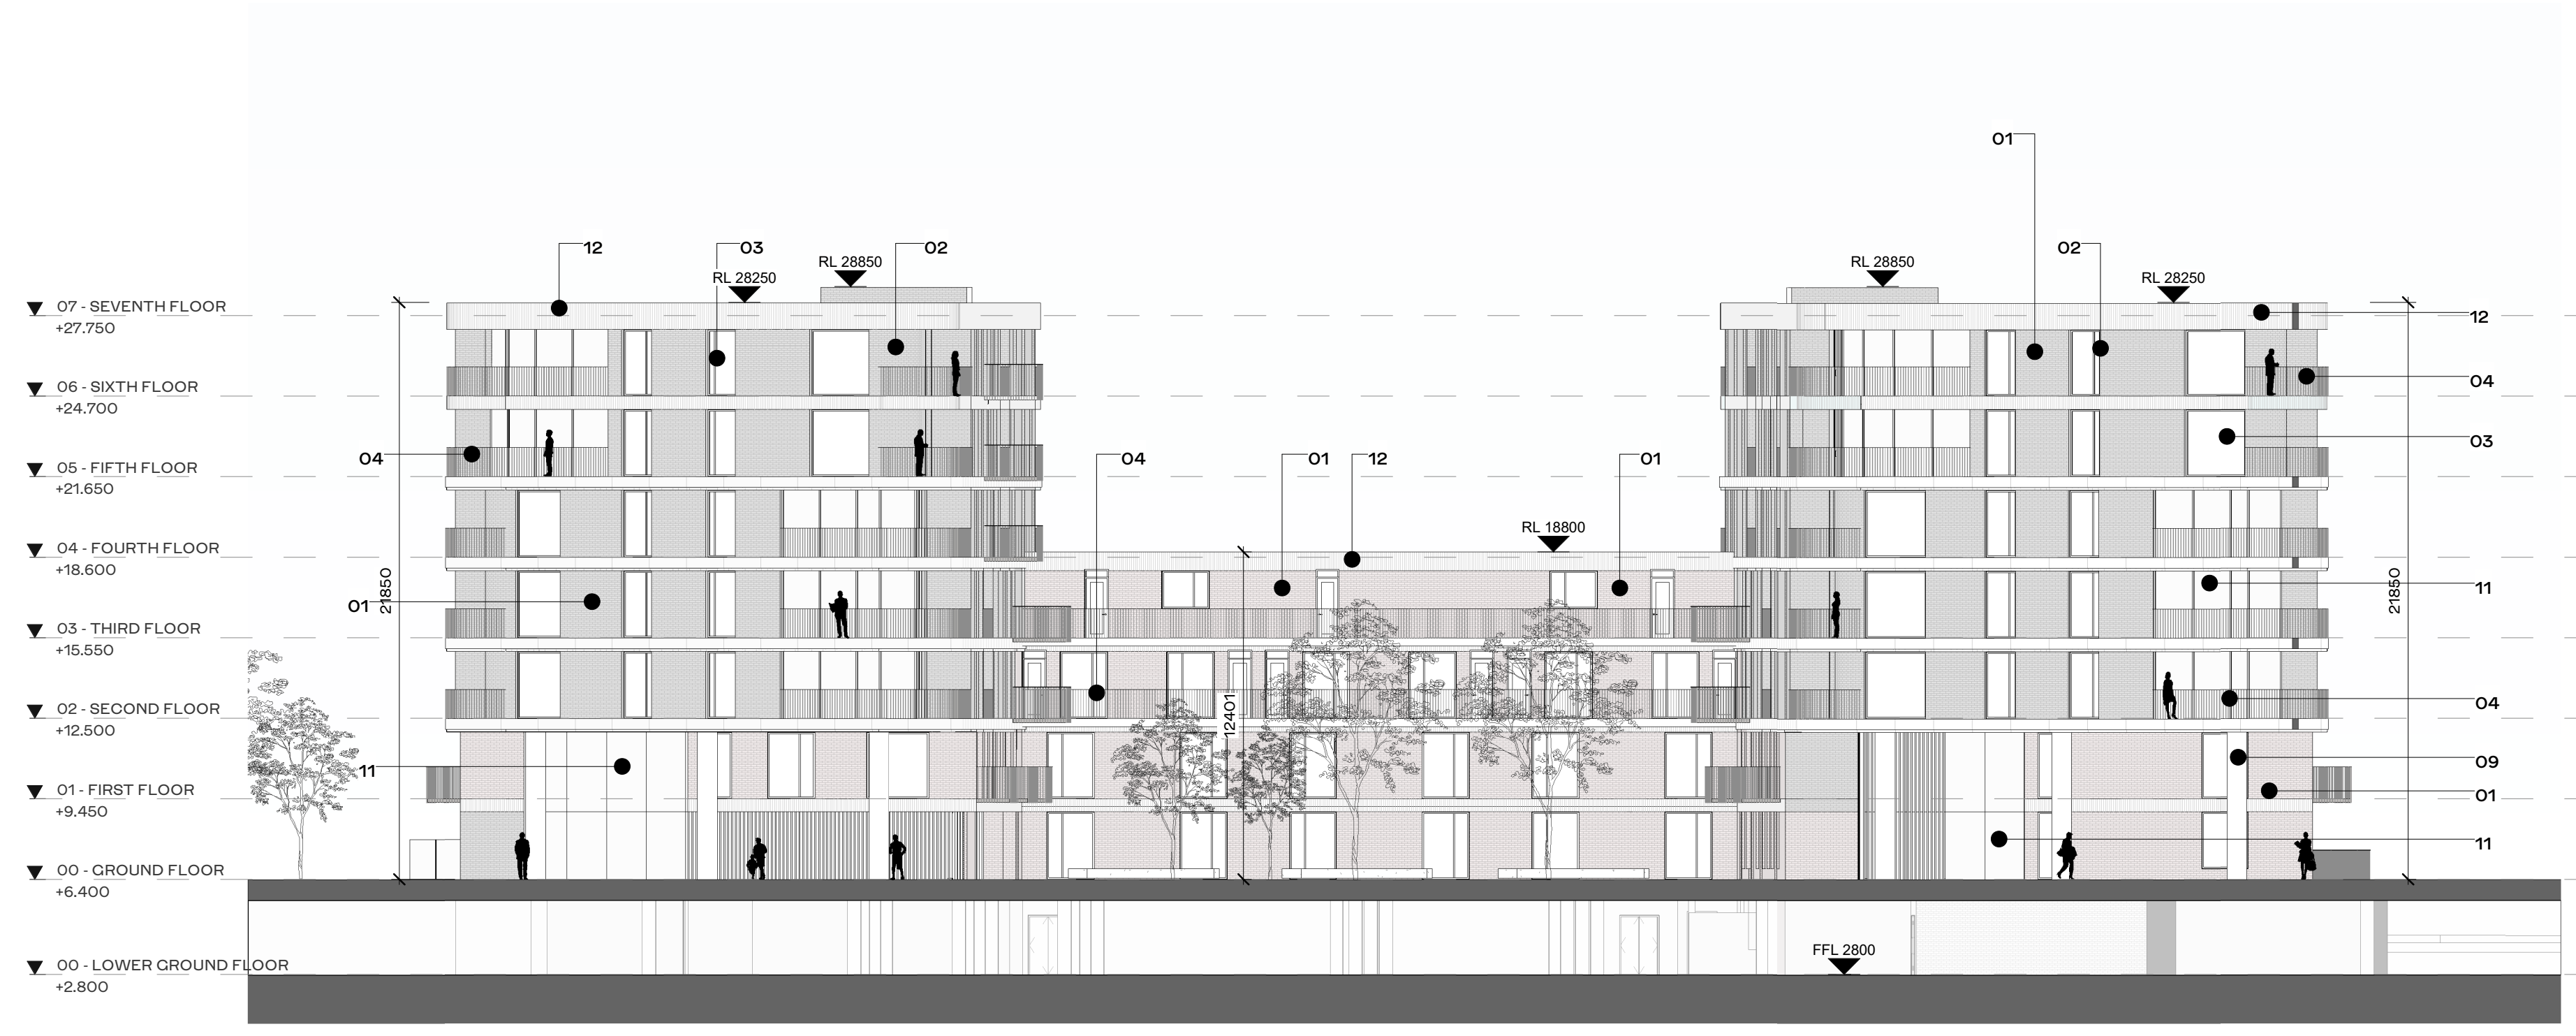 01
12
03
02
02
RL 28850
RL 28850
RL 28250
RL 28250
07 - SEVENTH FLOOR
+27.750
12
06 - SIXTH FLOOR
+24.700
04
03
04
04
01
12
01
05 - FIFTH FLOOR
+21.650
RL 18800
04 - FOURTH FLOOR
+18.600
11
21850
21850
01
03 - THIRD FLOOR
+15.550
04
02 - SECOND FLOOR
+12.500
12401
09
11
01 - FIRST FLOOR
+9.450
01
11
00 - GROUND FLOOR
+6.400
FFL 2800
00 - LOWER GROUND FLOOR
+2.800